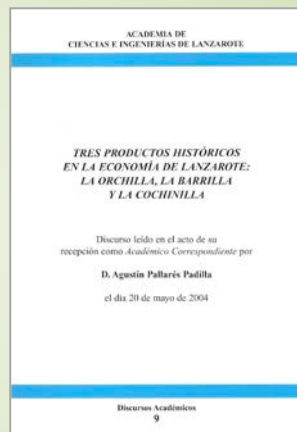 ACADEMIA DE
CIENCIAS E INGENIERÍAS DE LANZAROTE
TRES PRODUCTOS HISTÓRICOS
EN LA ECONOMÍA DE LANZAROTE:
LA ORCHILLA, LA BARRILLA
Y LA COCHINILLA
Discurso leído en el acto de su
recepción como Académico Correspondiente por
D. Agustín Pallarés Padilla
el día 20 de mayo de 2004
Discursos Académicos
9